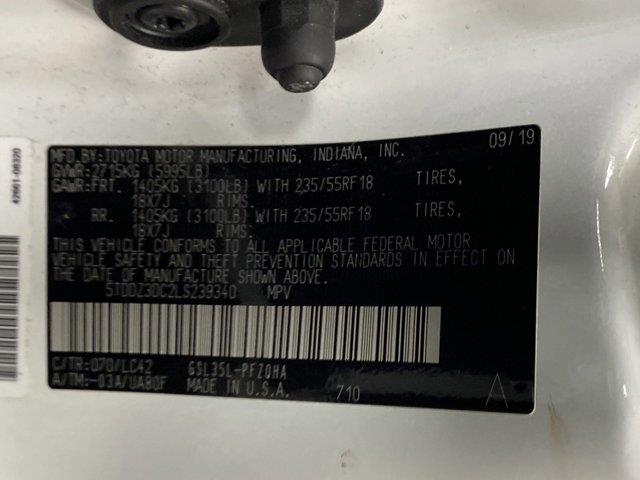 09/19
MFD.BY:TOYOTA MOTOR MANUFACTURING, INDIANA, INC.
GVWR:2715KG (5995LB)
GAWR:FRT. 1405KG (3100LB) WITH 235/55RF18 TIRES,
18X7J RIMS.
RR. 1405KG (3100LB) WITH 235/55RF18 TIRES,
18X7J RIMS.
THIS VEHICLE CONFORMS TO ALL APPLICABLE FEDERAL MOTOR
VEHICLE SAFETY AND THEFT PREVENTION STANDARDS IN EFFECT ON
THE DATE OF MANUFACTURE SHOWN ABOVE.
5TDDZ3DC2LS239340 MPV
C/TR:070/LC42 GSL35L-PFZQHA
A/TM:-03A/UA80F MADE IN U.S.A. 710 A
42661-08320